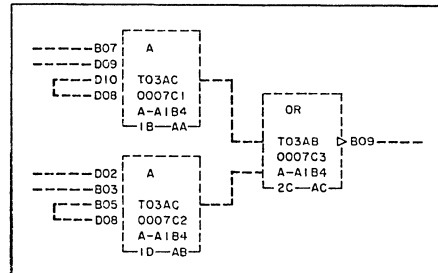 B07 A
D09
D10 T03AC
D08 0007C1
A-A1B4
1B AA
OR
T03AB B09
0007C3
A-A1B4
2C AC
D02 A
B03
B05 T03AC
D08 0007C2
A-A1B4
1D AB